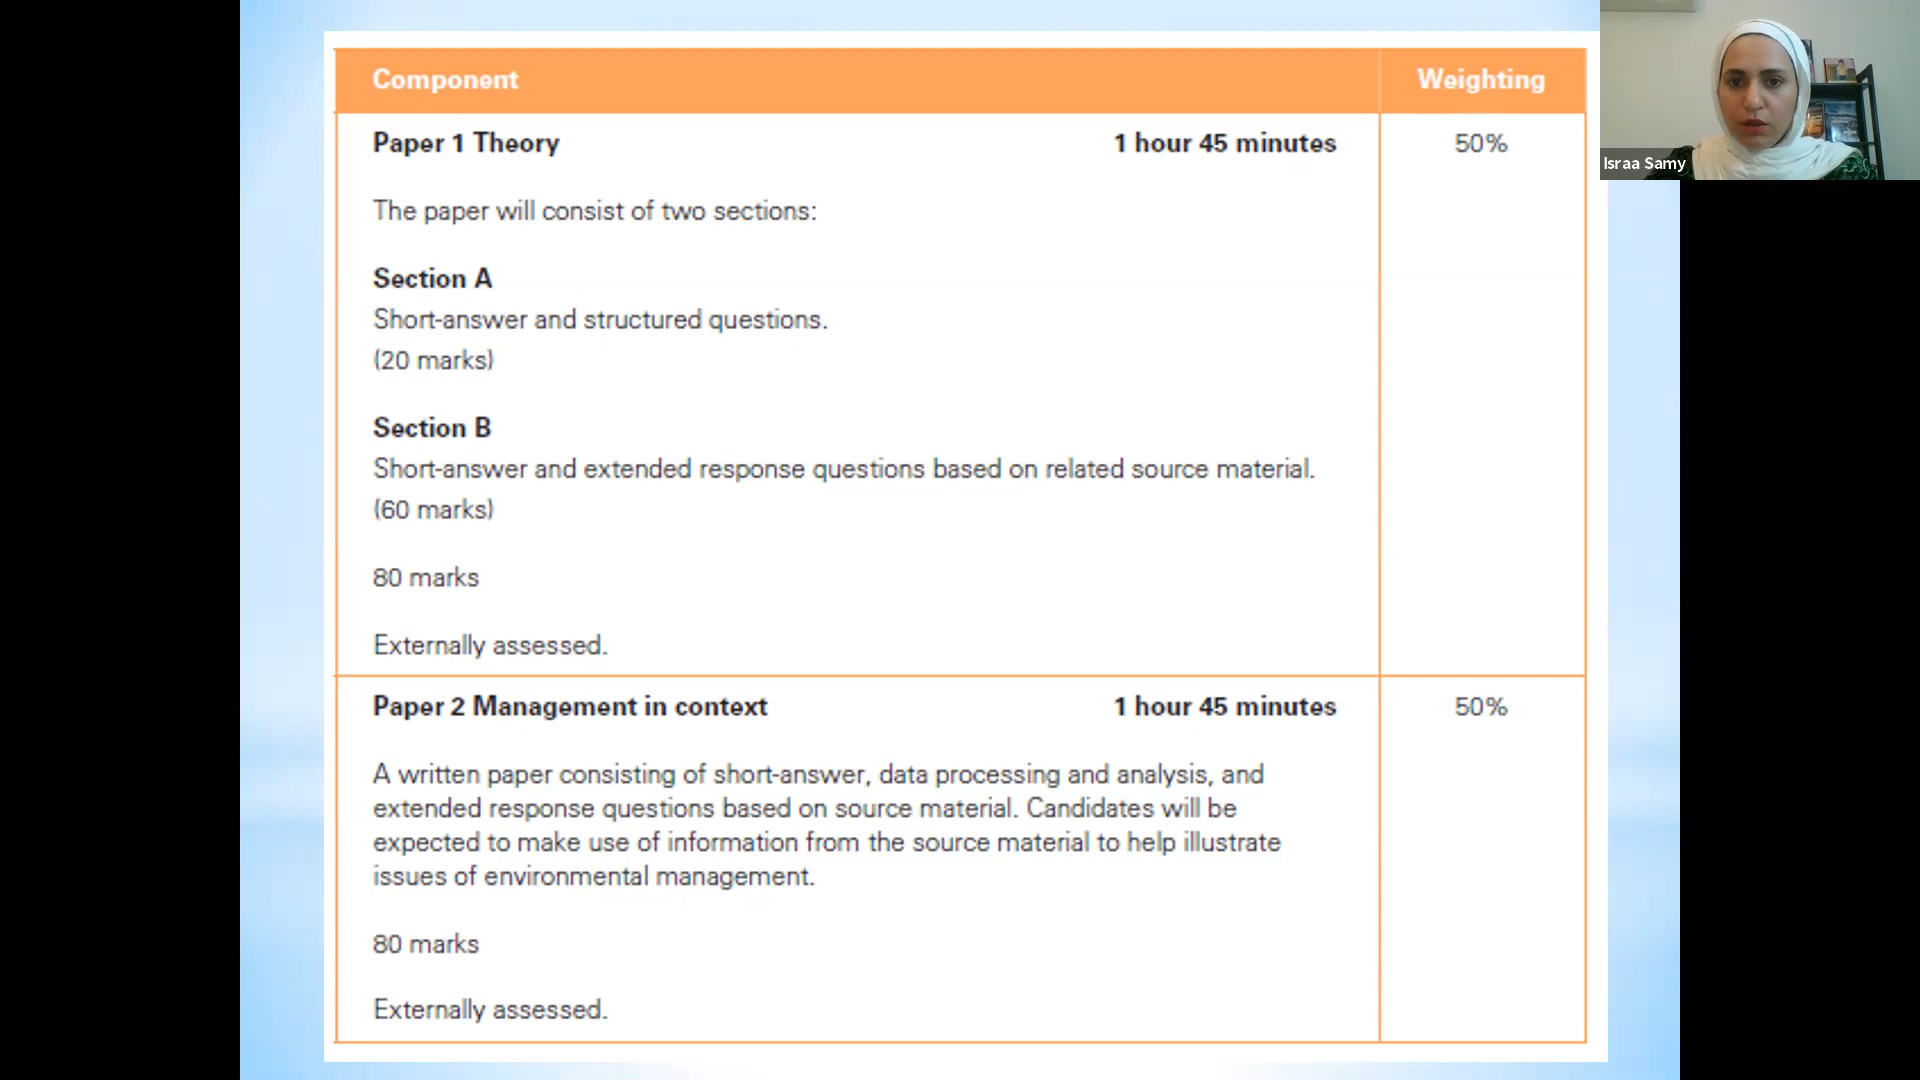 Component Weighting
Paper 1 Theory 1 hour 45 minutes 50%
The paper will consist of two sections:
Section A
Short-answer and structured questions.
(20 marks)
Section B
Short-answer and extended response questions based on related source material.
(60 marks)
80 marks
Externally assessed.
Paper 2 Management in context 1 hour 45 minutes 50%
A written paper consisting of short-answer, data processing and analysis, and
extended response questions based on source material. Candidates will be
expected to make use of information from the source material to help illustrate
issues of environmental management.
80 marks
Externally assessed.
Israa Samy